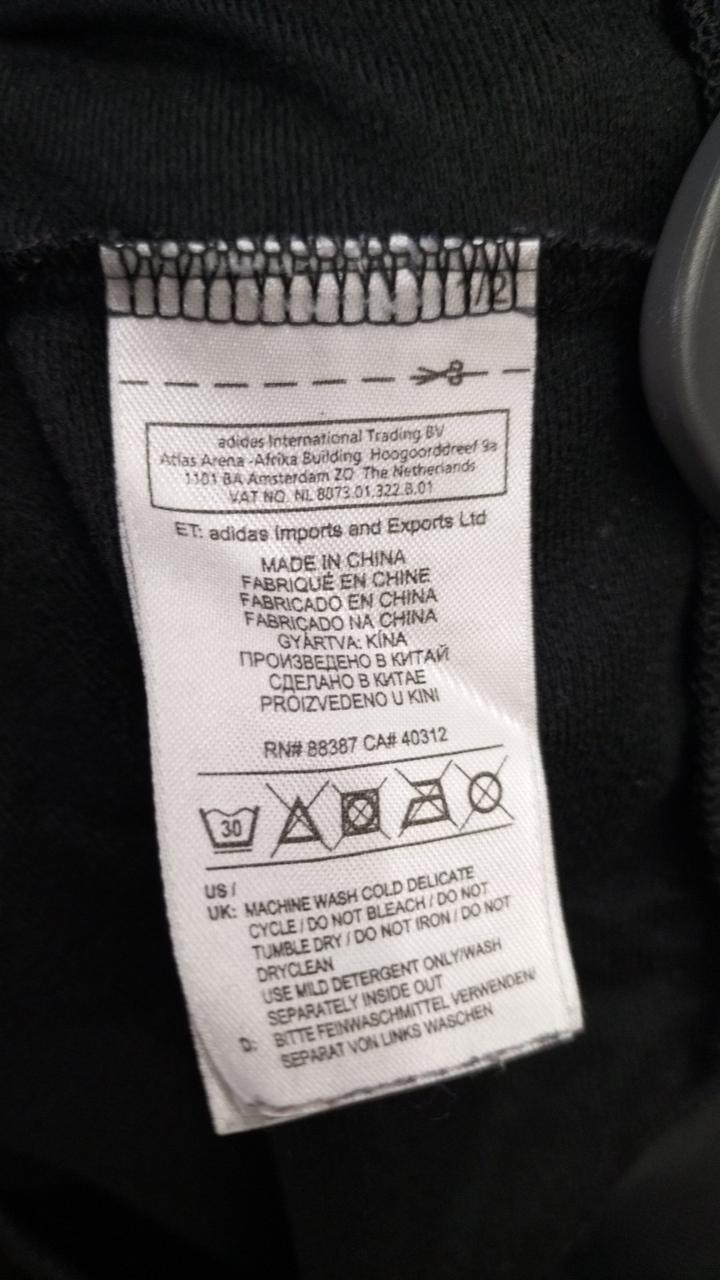 1/2
adidas International Trading BV
Atlas Arena -Afrika Building Hoogoorddreef 9a
1101 BA Amsterdam ZO The Netherlands
VAT NO. NL 8073.01.322.B.01
ET: adidas Imports and Exports Ltd
MADE IN CHINA
FABRIQUÉ EN CHINE
FABRICADO EN CHINA
FABRICADO NA CHINA
GYÁRTVA: KÍNA
ПРОИЗВЕДЕНО В КИТАЙ
СДЕЛАНО В КИТАЕ
PROIZVEDENO U KINI
RN# 88387 CA# 40312
30
US /
UK: MACHINE WASH COLD DELICATE
CYCLE / DO NOT BLEACH / DO NOT
TUMBLE DRY / DO NOT IRON / DO NOT
DRYCLEAN
USE MILD DETERGENT ONLY/WASH
SEPARATELY INSIDE OUT
D: BITTE FEINWASCHMITTEL VERWENDEN/
SEPARAT VON LINKS WASCHEN